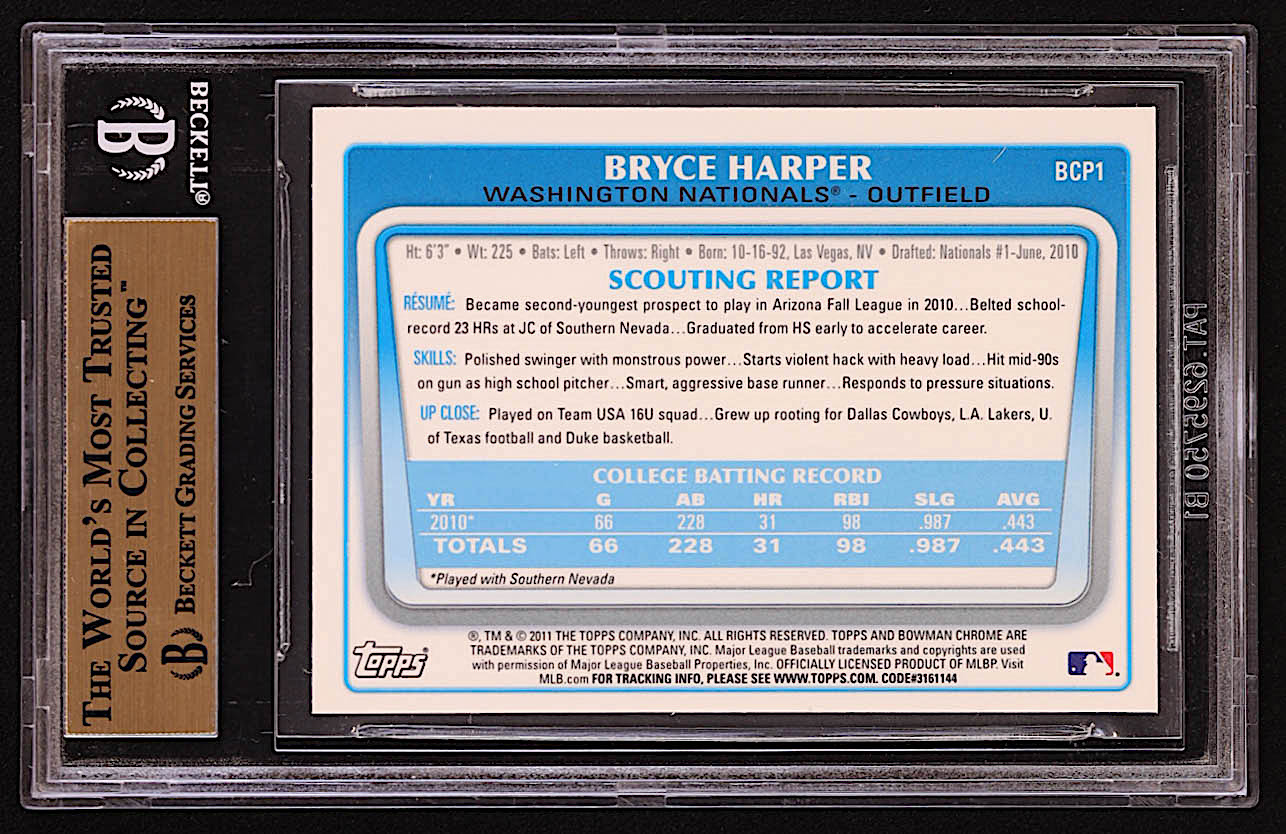 BECKETT®
B
THE WORLD'S MOST TRUSTED
SOURCE IN COLLECTING™
B BECKETT GRADING SERVICES
BRYCE HARPER
BCP1
WASHINGTON NATIONALS® - OUTFIELD
Ht: 6'3" • Wt: 225 • Bats: Left • Throws: Right • Born: 10-16-92, Las Vegas, NV • Drafted: Nationals #1-June, 2010
SCOUTING REPORT
RÉSUMÉ: Became second-youngest prospect to play in Arizona Fall League in 2010...Belted school-
record 23 HRs at JC of Southern Nevada...Graduated from HS early to accelerate career.
SKILLS: Polished swinger with monstrous power...Starts violent hack with heavy load...Hit mid-90s
on gun as high school pitcher...Smart, aggressive base runner...Responds to pressure situations.
UP CLOSE: Played on Team USA 16U squad...Grew up rooting for Dallas Cowboys, L.A. Lakers, U.
of Texas football and Duke basketball.
COLLEGE BATTING RECORD
YR G AB HR RBI SLG AVG
2010* 66 228 31 98 .987 .443
TOTALS 66 228 31 98 .987 .443
*Played with Southern Nevada
®, TM & © 2011 THE TOPPS COMPANY, INC. ALL RIGHTS RESERVED. TOPPS AND BOWMAN CHROME ARE
TRADEMARKS OF THE TOPPS COMPANY, INC. Major League Baseball trademarks and copyrights are used
with permission of Major League Baseball Properties, Inc. OFFICIALLY LICENSED PRODUCT OF MLBP. Visit
MLB.com FOR TRACKING INFO, PLEASE SEE WWW.TOPPS.COM. CODE#3161144
topps®
PAT.6295750 B1